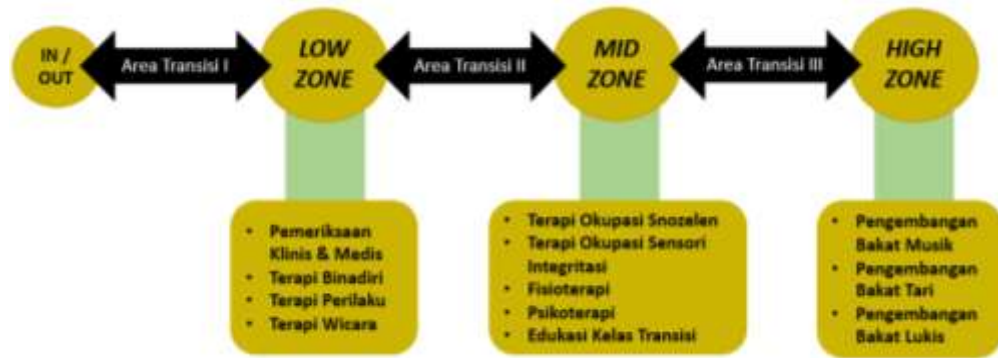 IN /
OUT
Area Transisi I
LOW
ZONE
Area Transisi II
MID
ZONE
Area Transisi III
HIGH
ZONE
• Pemeriksaan
Klinis & Medis
• Terapi Binadiri
• Terapi Perilaku
• Terapi Wicara
• Terapi Okupasi Snozelen
• Terapi Okupasi Sensori
Integritasi
• Fisioterapi
• Psikoterapi
• Edukasi Kelas Transisi
• Pengembangan
Bakat Musik
• Pengembangan
Bakat Tari
• Pengembangan
Bakat Lukis